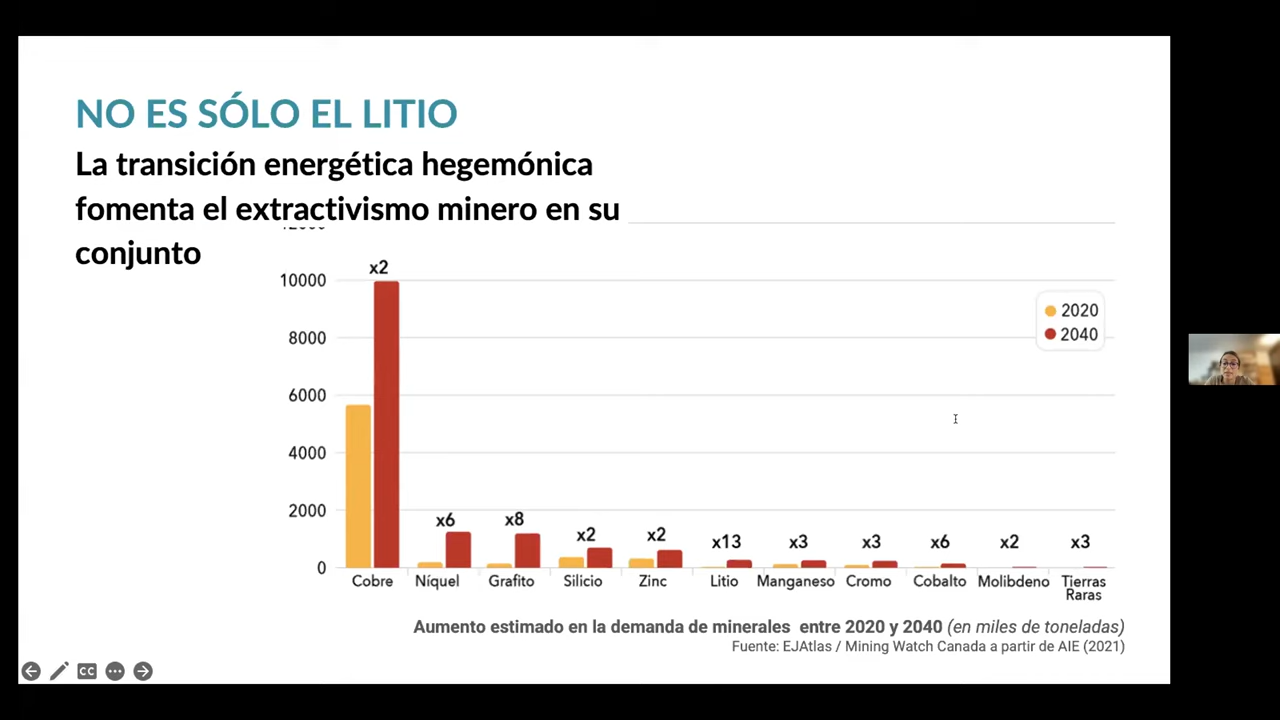 NO ES SÓLO EL LITIO
La transición energética hegemónica
fomenta el extractivismo minero en su
conjunto
x2
10000
2020
2040
8000
6000
4000
x6
x8
2000
x2
x2
x13
x3
x3
x6
x2
x3
0
Cobre
Níquel
Grafito
Silicio
Zinc
Litio
Manganeso
Cromo
Cobalto
Molibdeno
Tierras
Raras
Aumento estimado en la demanda de minerales entre 2020 y 2040 (en miles de toneladas)
Fuente: EJAtlas / Mining Watch Canada a partir de AIE (2021)
CC